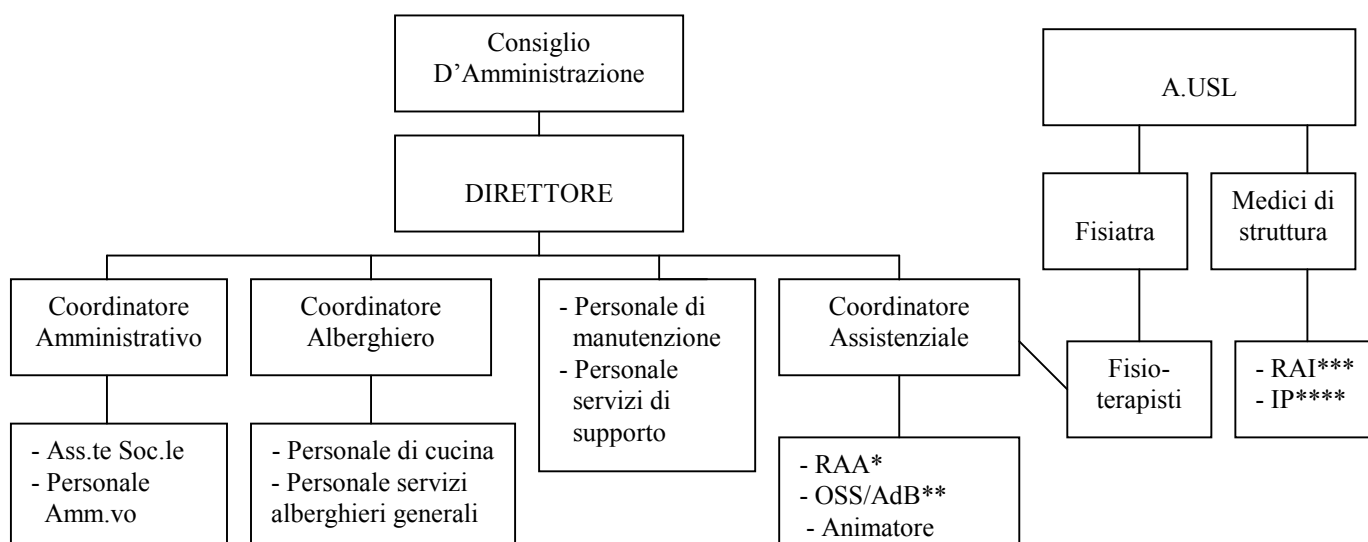 Consiglio
D’Amministrazione
A.USL
DIRETTORE
Fisiatra
Medici di
struttura
Coordinatore
Amministrativo
Coordinatore
Alberghiero
- Personale di
manutenzione
- Personale
servizi di
supporto
Coordinatore
Assistenziale
Fisio-
terapisti
- RAI***
- IP****
- Ass.te Soc.le
- Personale
Amm.vo
- Personale di cucina
- Personale servizi
alberghieri generali
- RAA*
- OSS/AdB**
- Animatore